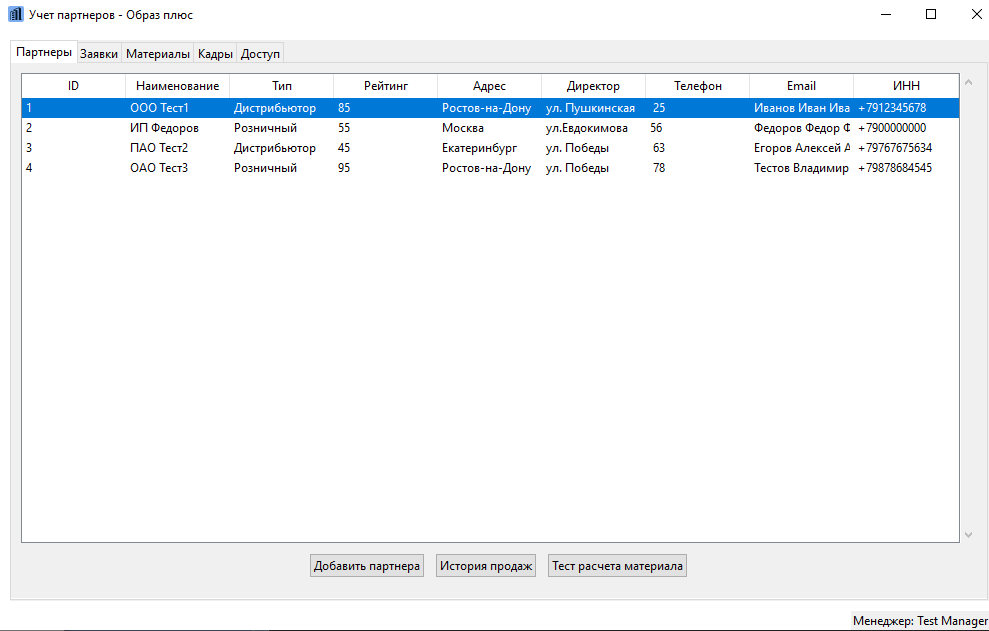 Учет партнеров - Образ плюс
Партнеры Заявки Материалы Кадры Доступ
ID Наименование Тип Рейтинг Адрес Директор Телефон Email ИНН
1 ООО Тест1 Дистрибьютор 85 Ростов-на-Дону ул. Пушкинская 25 Иванов Иван Ива +7912345678
2 ИП Федоров Розничный 55 Москва ул.Евдокимова 56 Федоров Федор Ф +7900000000
3 ПАО Тест2 Дистрибьютор 45 Екатеринбург ул. Победы 63 Егоров Алексей А +79767675634
4 ОАО Тест3 Розничный 95 Ростов-на-Дону ул. Победы 78 Тестов Владимир +79878684545
Добавить партнера История продаж Тест расчета материала
Менеджер: Test Manager